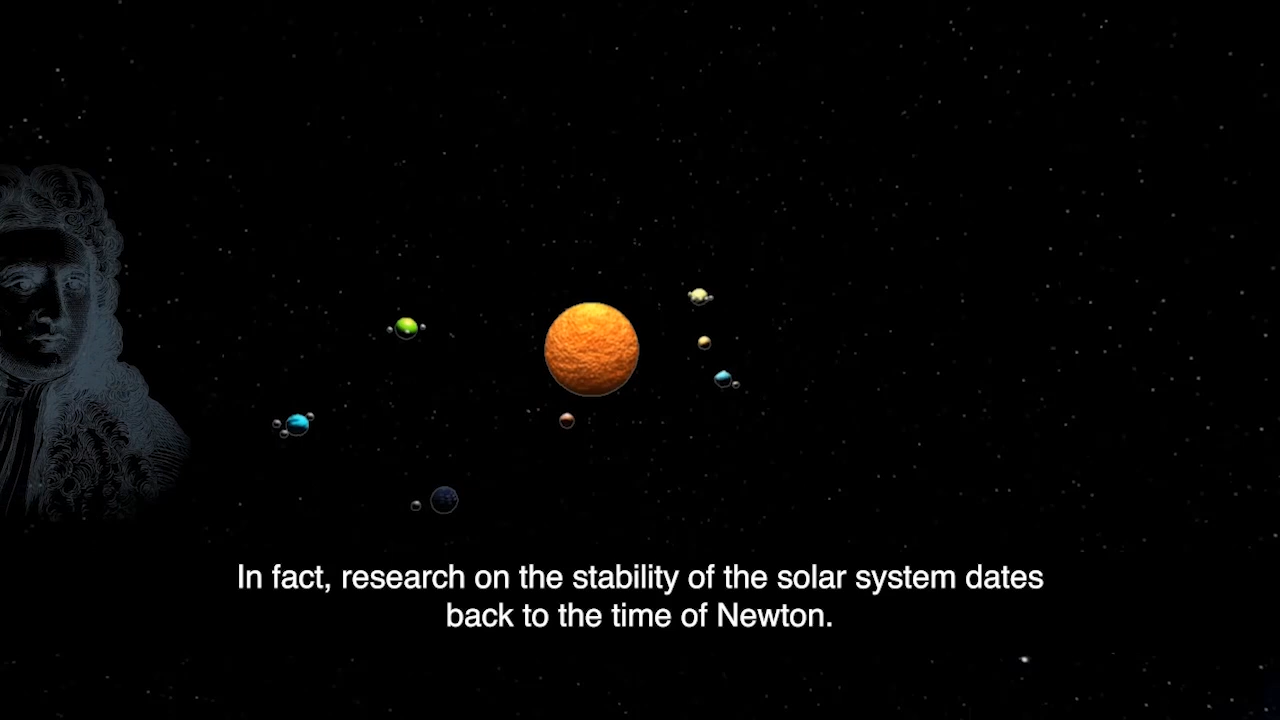 In fact, research on the stability of the solar system dates
back to the time of Newton.